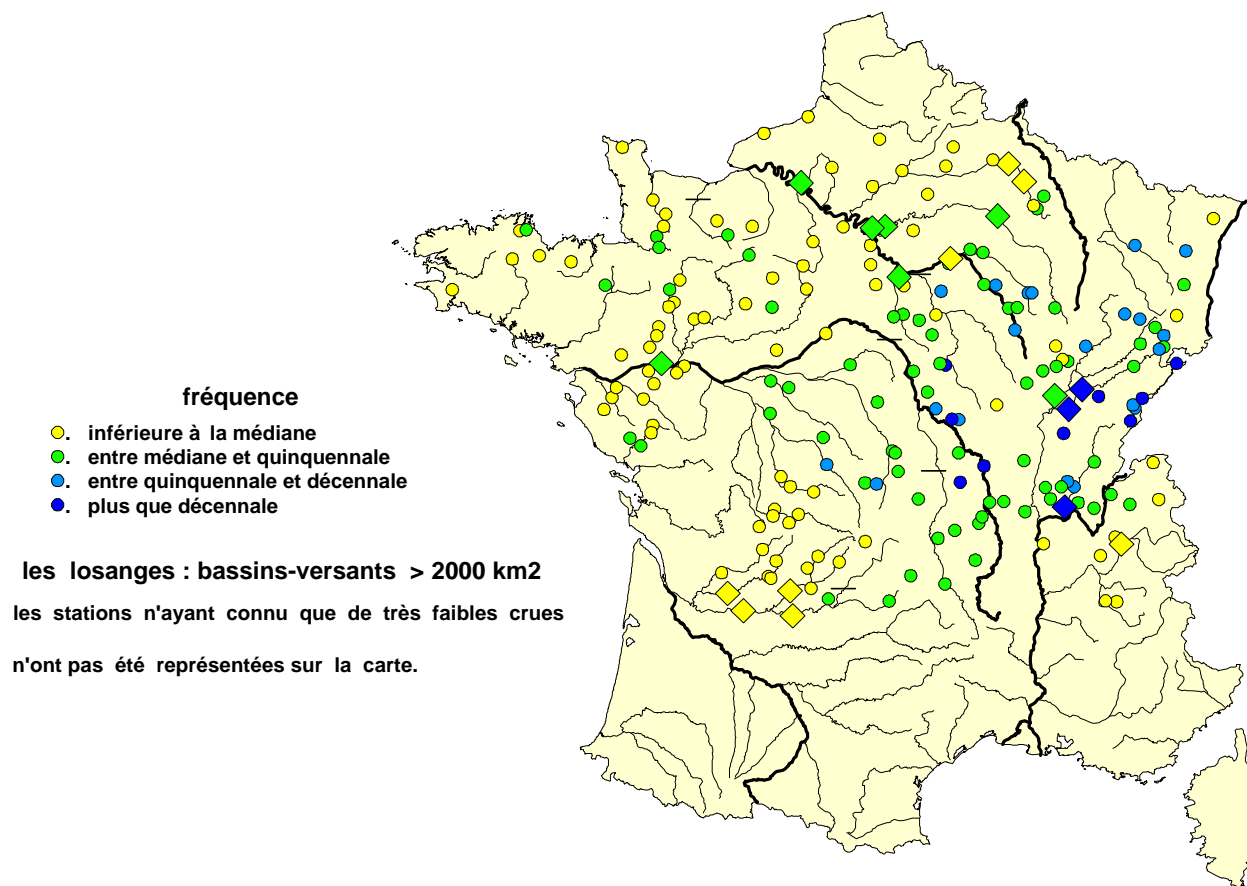 fréquence
. inférieure à la médiane
. entre médiane et quinquennale
. entre quinquennale et décennale
. plus que décennale
les losanges : bassins-versants > 2000 km2
les stations n'ayant connu que de très faibles crues
n'ont pas été représentées sur la carte.